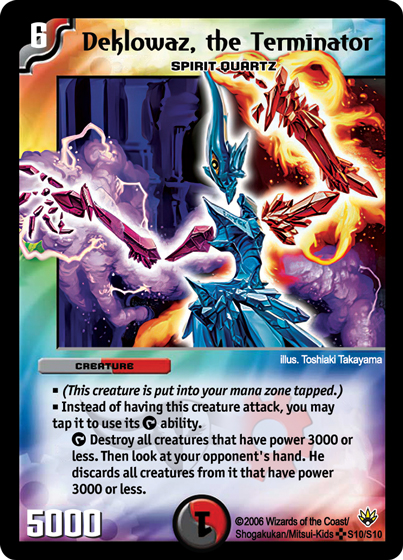 6 Deklowaz, the Terminator
SPIRIT QUARTZ
illus. Toshiaki Takayama
CREATURE
▪ (This creature is put into your mana zone tapped.)
▪ Instead of having this creature attack, you may
tap it to use its ability.
Destroy all creatures that have power 3000 or
less. Then look at your opponent's hand. He
discards all creatures from it that have power
3000 or less.
5000
1
©2006 Wizards of the Coast/
Shogakukan/Mitsui-Kids S10/S10